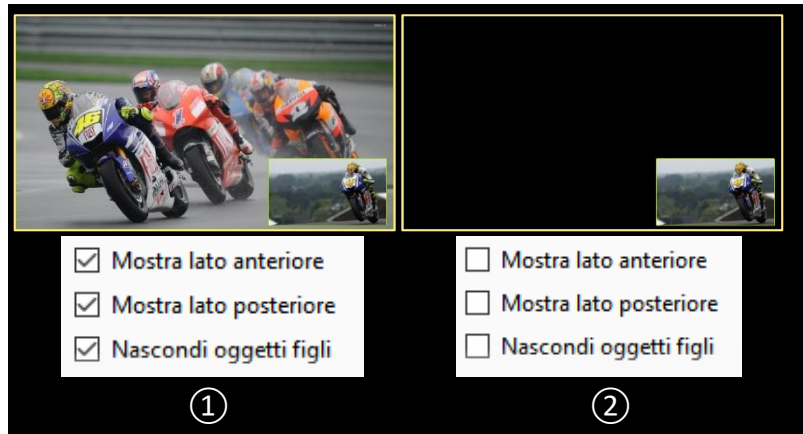 46
Mostra lato anteriore
Mostra lato posteriore
Nascondi oggetti figli
①
Mostra lato anteriore
Mostra lato posteriore
Nascondi oggetti figli
②